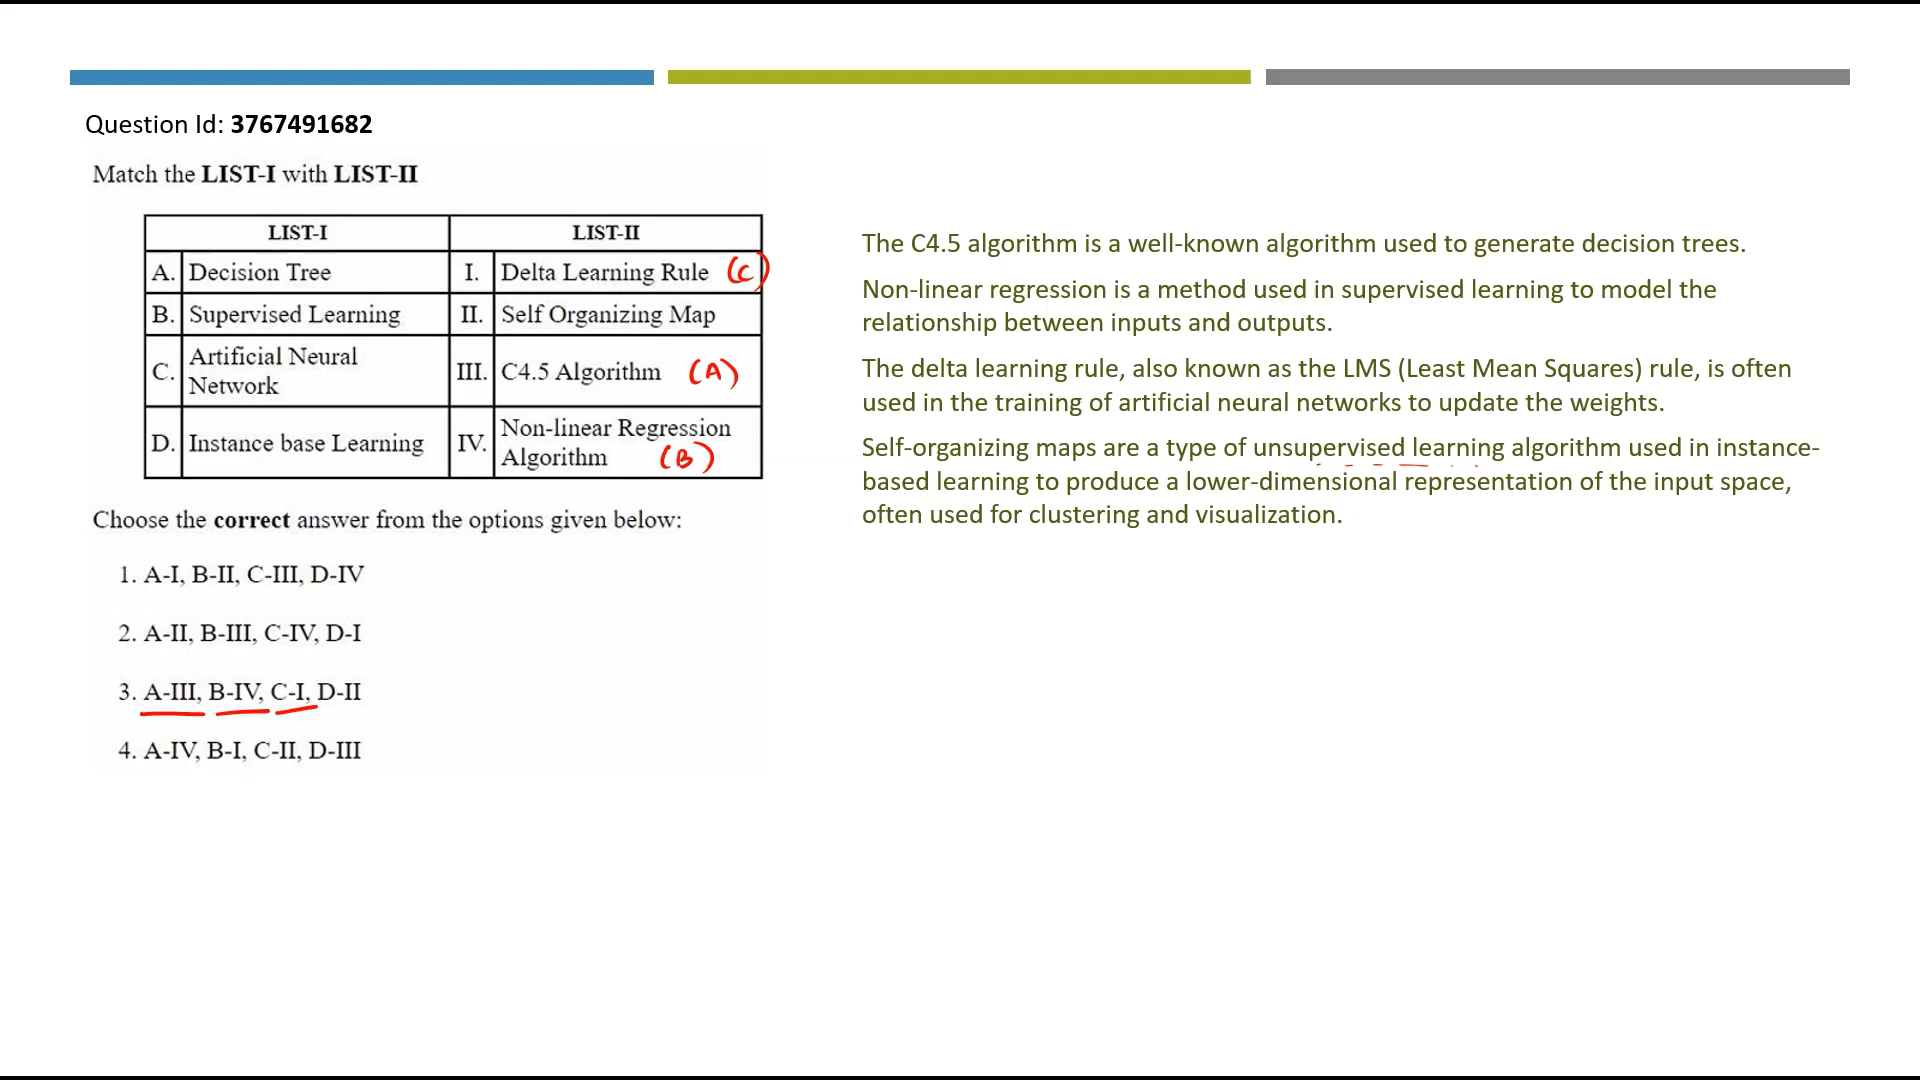 Question Id: 3767491682
Match the LIST-I with LIST-II
LIST-I LIST-II
A. Decision Tree I. Delta Learning Rule (C)
B. Supervised Learning II. Self Organizing Map
C. Artificial Neural Network III. C4.5 Algorithm (A)
D. Instance base Learning IV. Non-linear Regression Algorithm (B)
Choose the correct answer from the options given below:
1. A-I, B-II, C-III, D-IV
2. A-II, B-III, C-IV, D-I
3. A-III, B-IV, C-I, D-II
4. A-IV, B-I, C-II, D-III
The C4.5 algorithm is a well-known algorithm used to generate decision trees.
Non-linear regression is a method used in supervised learning to model the
relationship between inputs and outputs.
The delta learning rule, also known as the LMS (Least Mean Squares) rule, is often
used in the training of artificial neural networks to update the weights.
Self-organizing maps are a type of unsupervised learning algorithm used in instance-
based learning to produce a lower-dimensional representation of the input space,
often used for clustering and visualization.